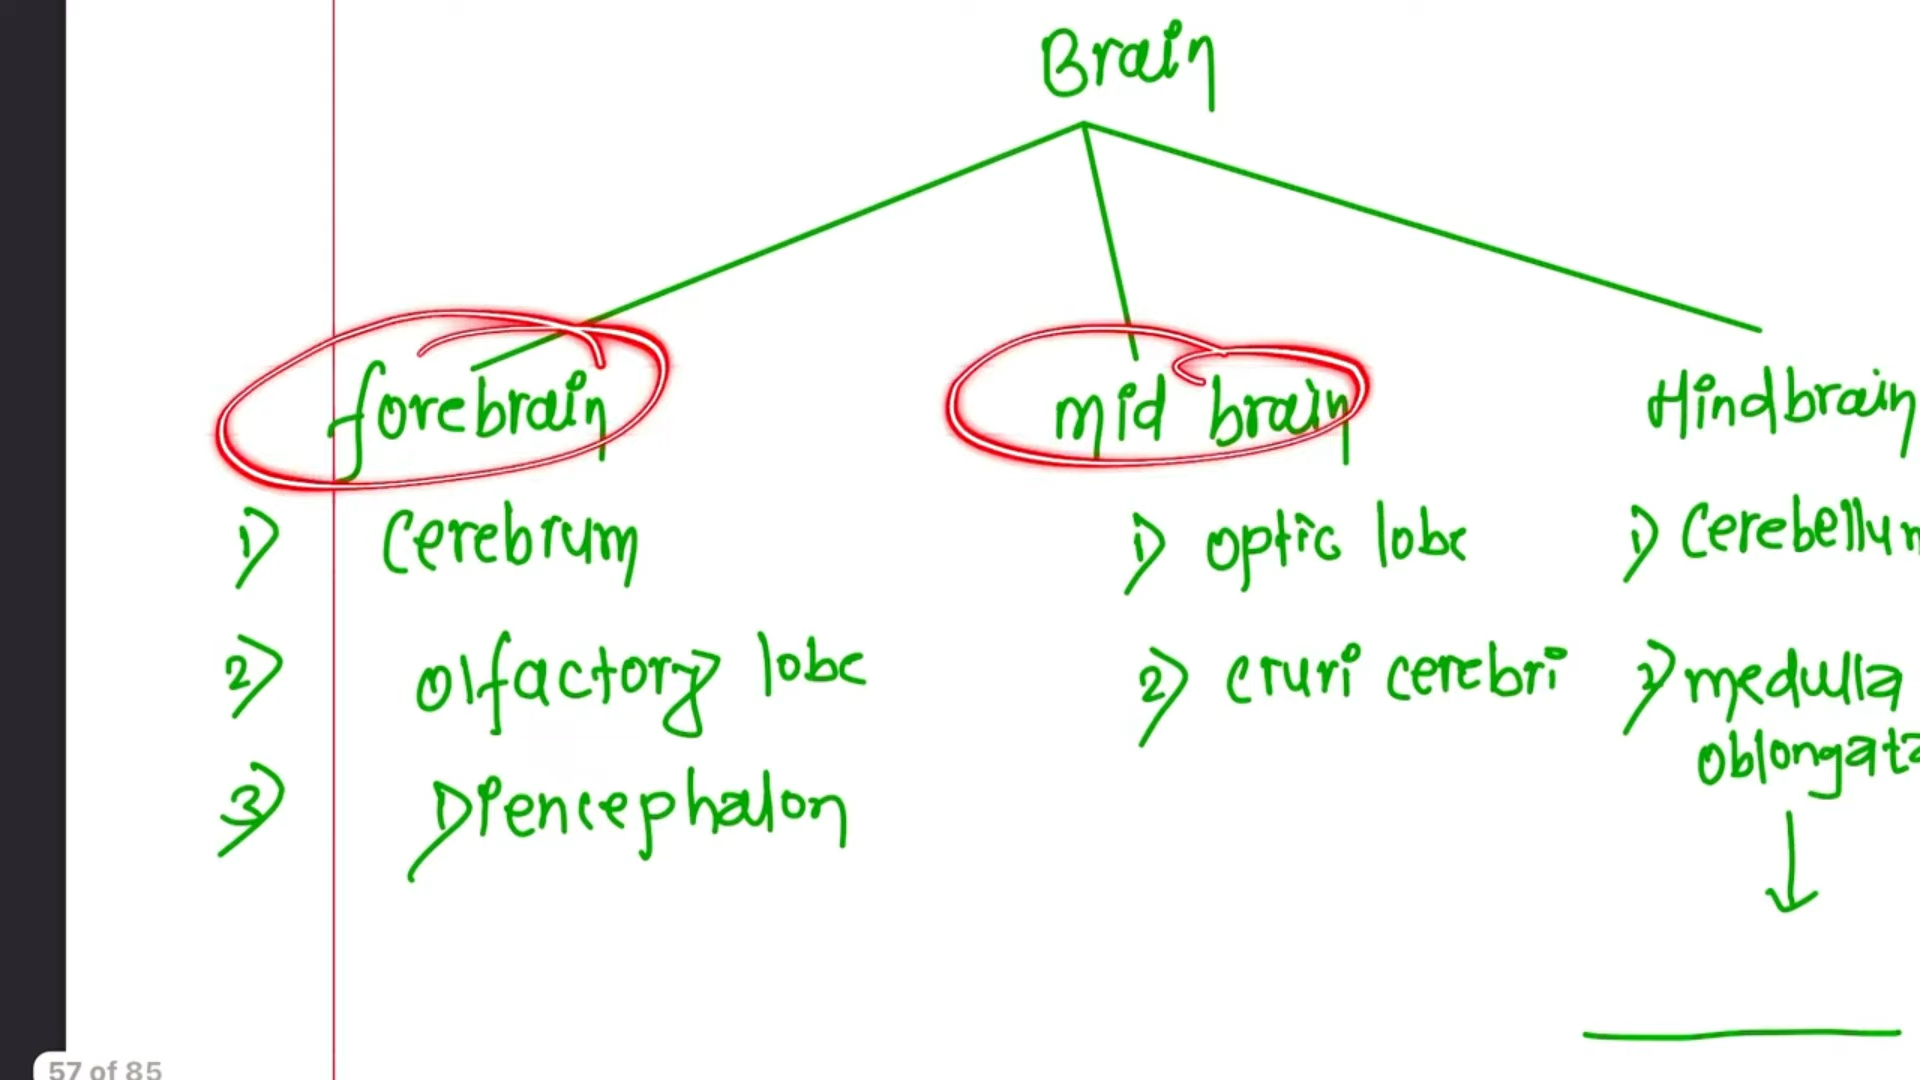 Brain
forebrain
mid brain
Hindbrain
1) Cerebrum
1) optic lobe
1) Cerebellum
2) olfactory lobe
2) cruri cerebri
2) medulla
oblongata
3) Diencephalon
57 of 85